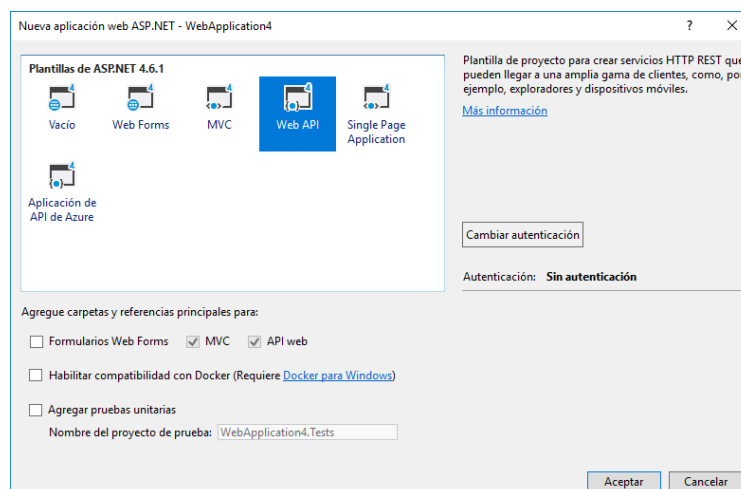 Nueva aplicación web ASP.NET - WebApplication4
? ×
Plantillas de ASP.NET 4.6.1
Vacío
Web Forms
MVC
Web API
Single Page
Application
Aplicación de
API de Azure
Plantilla de proyecto para crear servicios HTTP REST que
pueden llegar a una amplia gama de clientes, como, por
ejemplo, exploradores y dispositivos móviles.
Más información
Cambiar autenticación
Autenticación: Sin autenticación
Agregue carpetas y referencias principales para:
Formularios Web Forms MVC API web
Habilitar compatibilidad con Docker (Requiere Docker para Windows)
Agregar pruebas unitarias
Nombre del proyecto de prueba: WebApplication4.Tests
Aceptar Cancelar